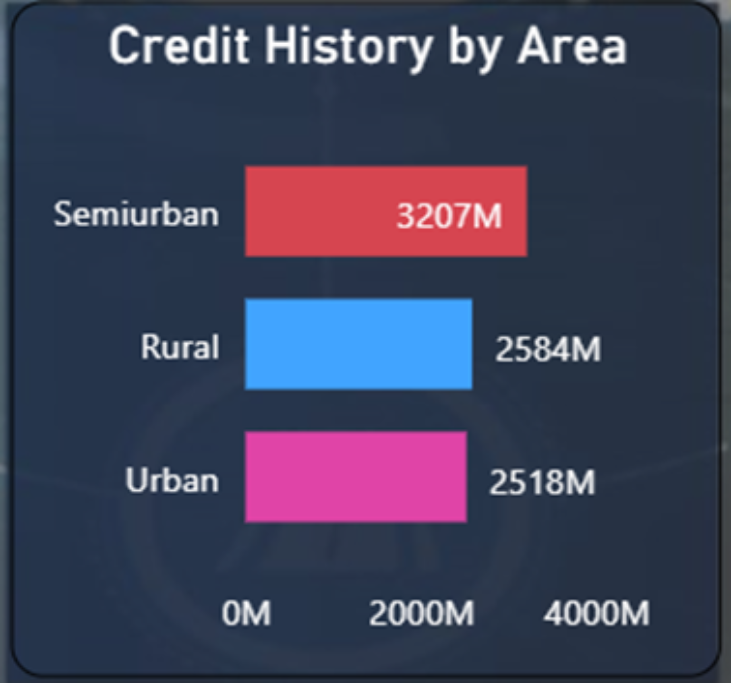 Credit History by Area
Semiurban
3207M
Rural
2584M
Urban
2518M
0M 2000M 4000M